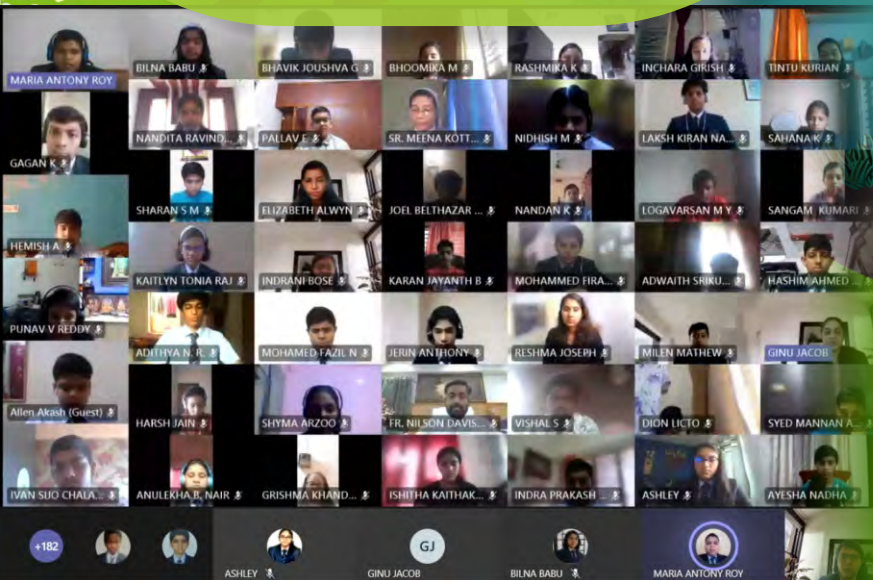 MARIA ANTONY ROY
BILNA BABU
BHAVIK JOUSHVA G
BHOOMIKA M
RASHMIKA K
INCHARA GIRISH
TINTU KURIAN
GAGAN K
NANDITA RAVIND...
PALLAV E
SR. MEENA KOTT...
NIDHISH M
LAKSH KIRAN NA...
SAHANA K
HEMISH A
SHARAN S M
ELIZABETH ALWYN
JOEL BELTHAZAR ...
NANDAN K
LOGAVARSAN M Y
SANGAM KUMARI
KAITLYN TONIA RAJ
INDRANI BOSE
KARAN JAYANTH B
MOHAMMED FIRA...
ADWAITH SRIKU...
HASHIM AHMED ...
PUNAV V REDDY
ADITHYA N. R.
MOHAMED FAZIL N
JERIN ANTHONY
RESHMA JOSEPH
MILEN MATHEW
GINU JACOB
Allen Akash (Guest)
HARSH JAIN
SHYMA ARZOO
FR. NILSON DAVIS...
VISHAL S
DION LICTO
SYED MANNAN A...
IVAN SIJO CHALA...
ANULEKHA B. NAIR
GRISHMA KHAND...
ISHITHA KAITHAK...
INDRA PRAKASH ...
ASHLEY
AYESHA NADHA
+182
GJ
ASHLEY
GINU JACOB
BILNA BABU
MARIA ANTONY ROY